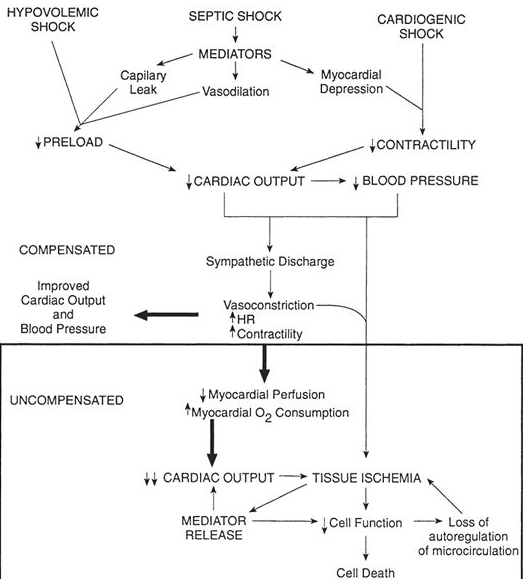 HYPOVOLEMIC
SHOCK
SEPTIC SHOCK
CARDIOGENIC
SHOCK
MEDIATORS
Capilary
Leak
Vasodilation
Myocardial
Depression
↓PRELOAD
↓CONTRACTILITY
↓CARDIAC OUTPUT
↓BLOOD PRESSURE
COMPENSATED
Sympathetic Discharge
Improved
Cardiac Output
and
Blood Pressure
Vasoconstriction
↑HR
↑Contractility
UNCOMPENSATED
↓Myocardial Perfusion
↑Myocardial O2 Consumption
↓↓ CARDIAC OUTPUT
TISSUE ISCHEMIA
MEDIATOR
RELEASE
↓Cell Function
Loss of
autoregulation
of microcirculation
Cell Death